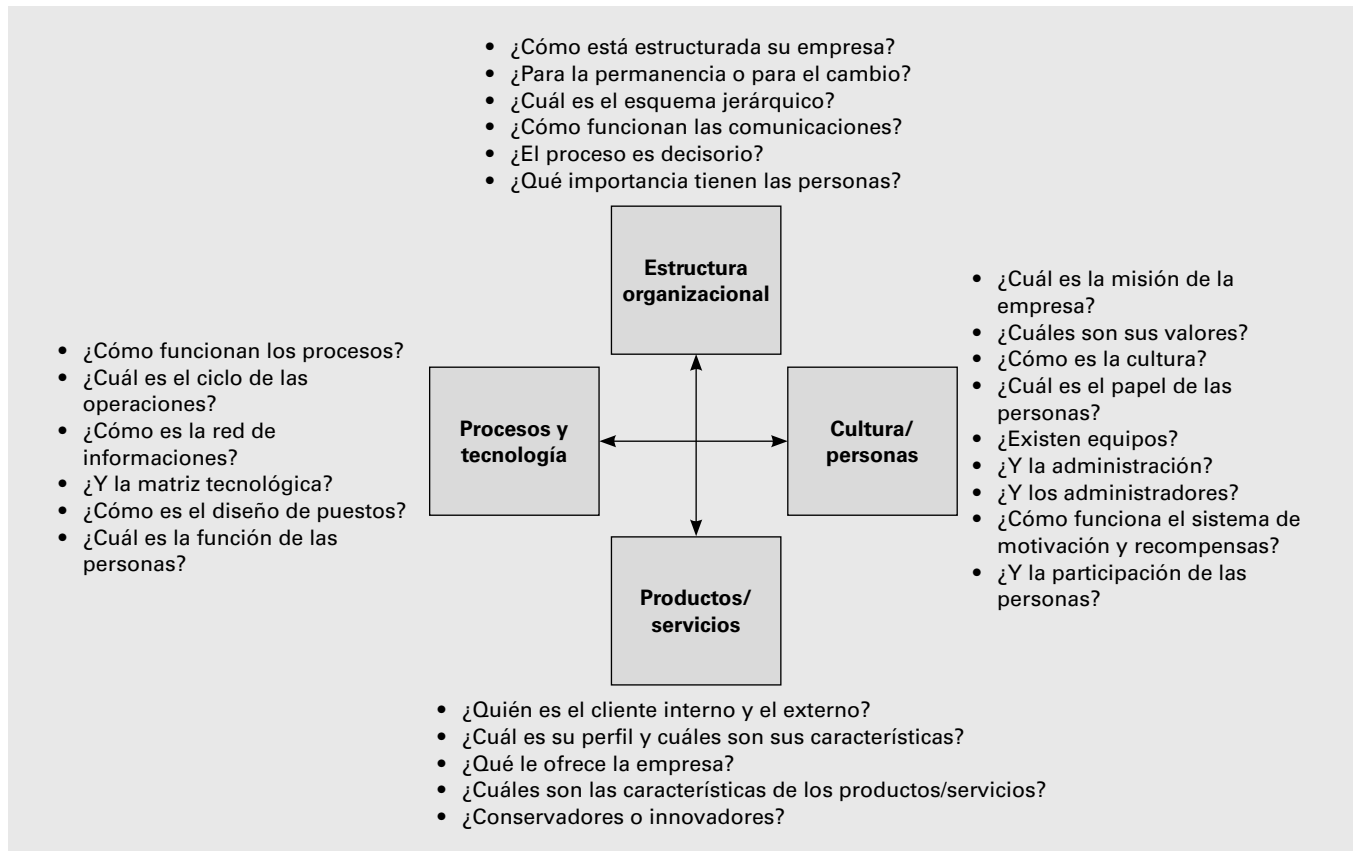 • ¿Cómo está estructurada su empresa?
• ¿Para la permanencia o para el cambio?
• ¿Cuál es el esquema jerárquico?
• ¿Cómo funcionan las comunicaciones?
• ¿El proceso es decisorio?
• ¿Qué importancia tienen las personas?
Estructura
organizacional
• ¿Cómo funcionan los procesos?
• ¿Cuál es el ciclo de las
operaciones?
• ¿Cómo es la red de
informaciones?
• ¿Y la matriz tecnológica?
• ¿Cómo es el diseño de puestos?
• ¿Cuál es la función de las
personas?
Procesos y
tecnología
Cultura/
personas
• ¿Cuál es la misión de la
empresa?
• ¿Cuáles son sus valores?
• ¿Cómo es la cultura?
• ¿Cuál es el papel de las
personas?
• ¿Existen equipos?
• ¿Y la administración?
• ¿Y los administradores?
• ¿Cómo funciona el sistema de
motivación y recompensas?
• ¿Y la participación de las
personas?
Productos/
servicios
• ¿Quién es el cliente interno y el externo?
• ¿Cuál es su perfil y cuáles son sus características?
• ¿Qué le ofrece la empresa?
• ¿Cuáles son las características de los productos/servicios?
• ¿Conservadores o innovadores?